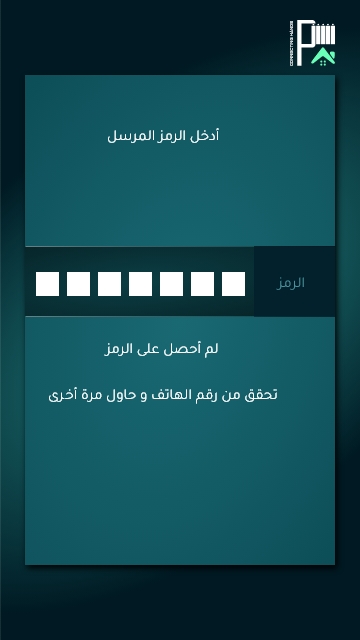 CONNECTING HANDS
أدخل الرمز المرسل
الرمز
لم أحصل على الرمز
تحقق من رقم الهاتف و حاول مرة أخرى